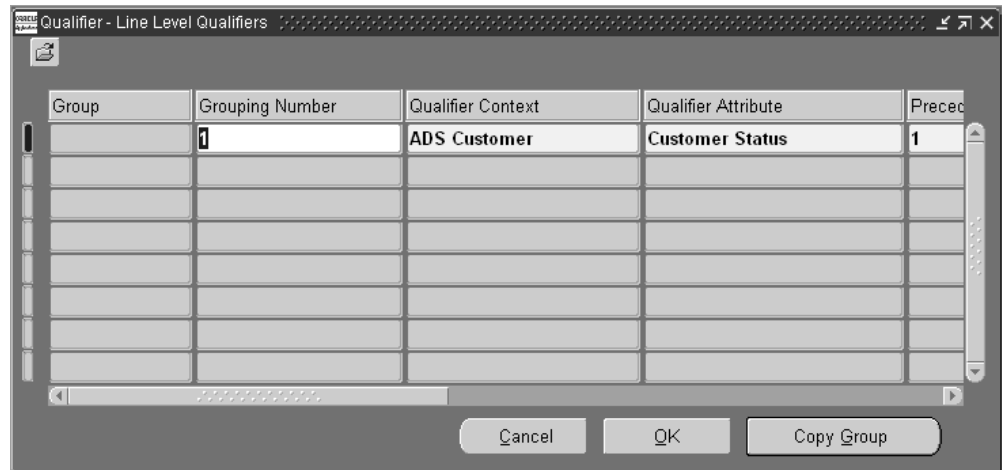 Qualifier - Line Level Qualifiers
Group Grouping Number Qualifier Context Qualifier Attribute Preced
1 ADS Customer Customer Status 1
Cancel OK Copy Group